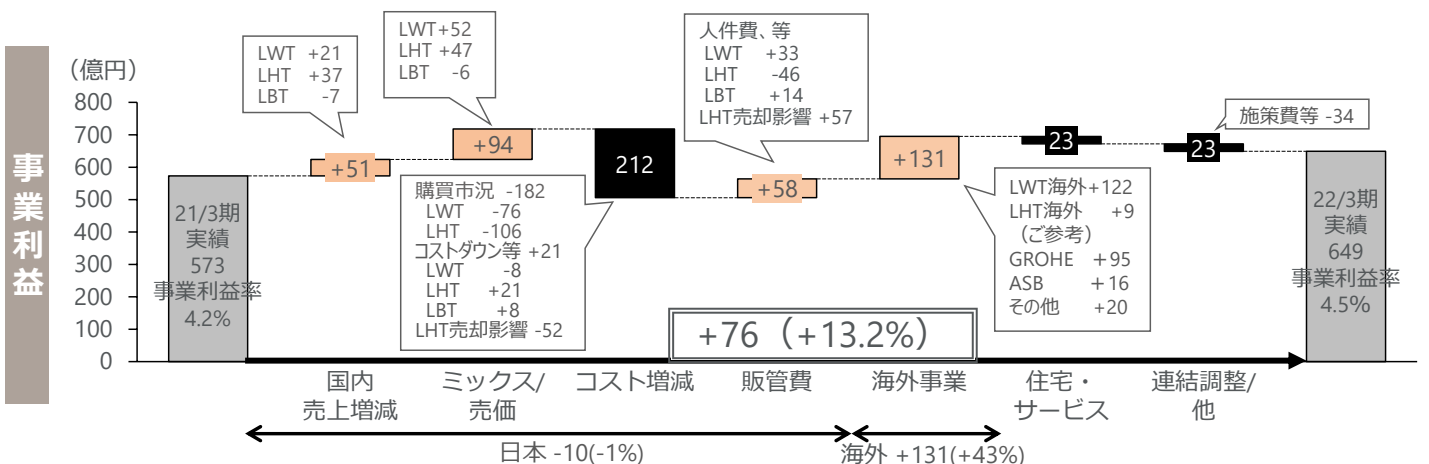 事業利益
（億円）
800
700
600
500
400
300
200
100
0
21/3期
実績
573
事業利益率
4.2%
LWT +21
LHT +37
LBT -7
+51
LWT+52
LHT +47
LBT -6
+94
購買市況 -182
LWT -76
LHT -106
コストダウン等 +21
LWT -8
LHT +21
LBT +8
LHT売却影響 -52
212
人件費、等
LWT +33
LHT -46
LBT +14
LHT売却影響 +57
+58
+131
LWT海外+122
LHT海外 +9
（ご参考）
GROHE ＋95
ASB ＋16
その他 +20
23
施策費等 -34
23
22/3期
実績
649
事業利益率
4.5%
+76（+13.2%）
国内
売上増減
ミックス/
売価
コスト増減
販管費
海外事業
住宅・
サービス
連結調整/
他
日本 -10(-1%)
海外 +131(+43%)